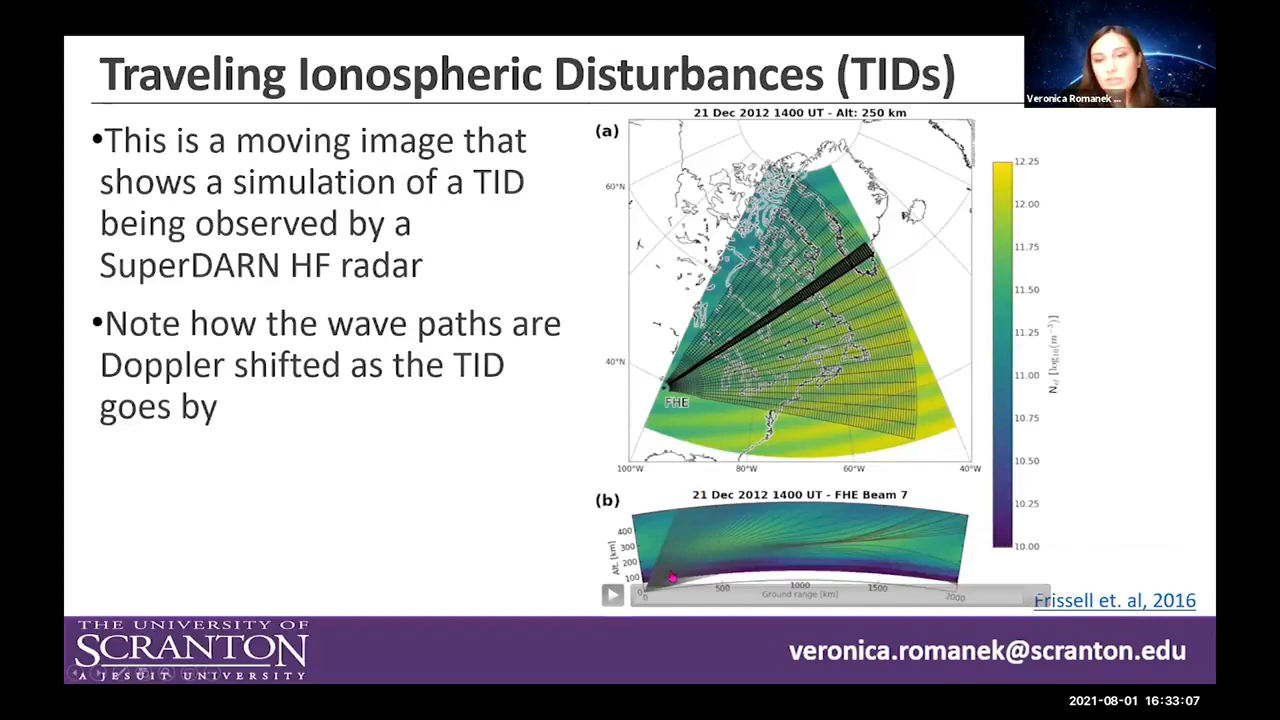 Traveling Ionospheric Disturbances (TIDs)
Veronica Romanek ...
•This is a moving image that
shows a simulation of a TID
being observed by a
SuperDARN HF radar
•Note how the wave paths are
Doppler shifted as the TID
goes by
21 Dec 2012 1400 UT - Alt: 250 km
(a)
60°N
40°N
FHE
100°W
80°W
60°W
40°W
12.25
12.00
11.75
11.50
11.25
11.00
10.75
10.50
10.25
10.00
Nel [log10(m-3)]
(b)
21 Dec 2012 1400 UT - FHE Beam 7
Alt. [km]
400
300
200
100
0
0
500
1000
1500
2000
Ground range [km]
Frissell et. al, 2016
THE UNIVERSITY OF
SCRANTON
A JESUIT UNIVERSITY
veronica.romanek@scranton.edu
2021-08-01 16:33:07